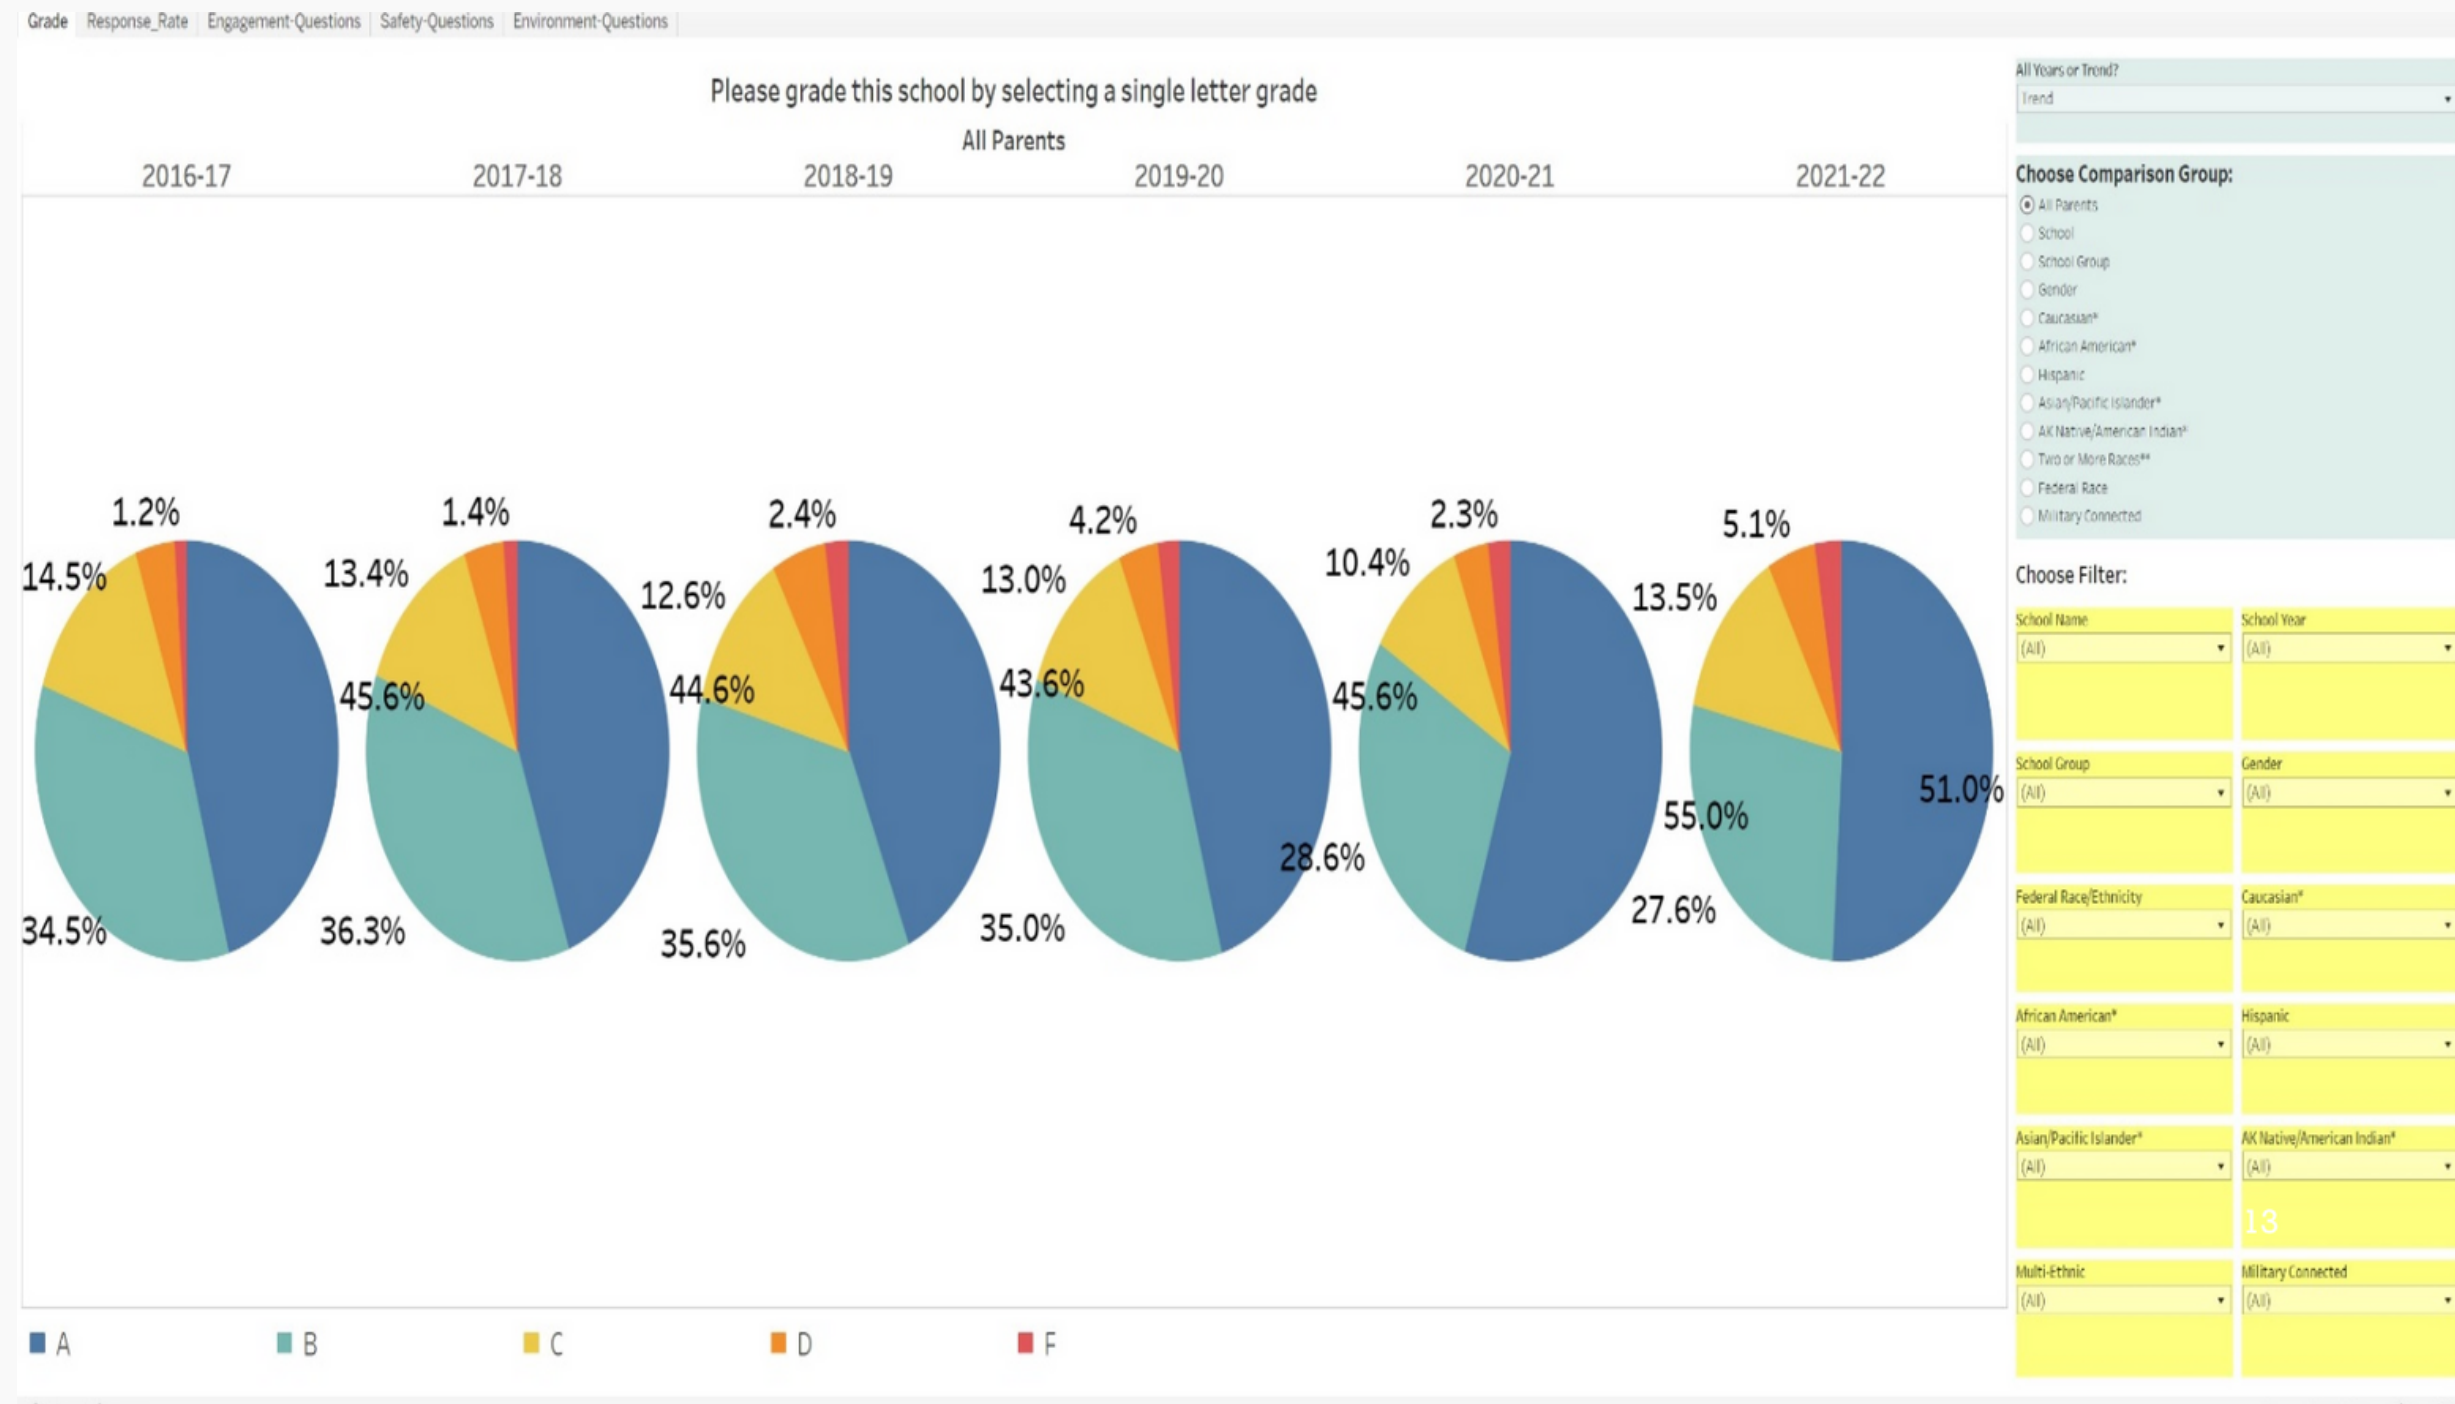 Grade Response_Rate Engagement-Questions Safety-Questions Environment-Questions
Please grade this school by selecting a single letter grade
All Parents
2016-17 2017-18 2018-19 2019-20 2020-21 2021-22
1.2% 1.4% 2.4% 4.2% 2.3% 5.1%
14.5% 13.4% 12.6% 13.0% 10.4% 13.5%
45.6% 44.6% 43.6% 45.6% 55.0% 51.0%
34.5% 36.3% 35.6% 35.0% 28.6% 27.6%
A B C D F
All Years or Trend?
Trend
Choose Comparison Group:
All Parents
School
School Group
Gender
Caucasian*
African American*
Hispanic
Asian/Pacific Islander*
AK Native/American Indian*
Two or More Races**
Federal Race
Military Connected
Choose Filter:
School Name School Year
(All) (All)
School Group Gender
(All) (All)
Federal Race/Ethnicity Caucasian*
(All) (All)
African American* Hispanic
(All) (All)
Asian/Pacific Islander* AK Native/American Indian*
(All) (All)
13
Multi-Ethnic Military Connected
(All) (All)